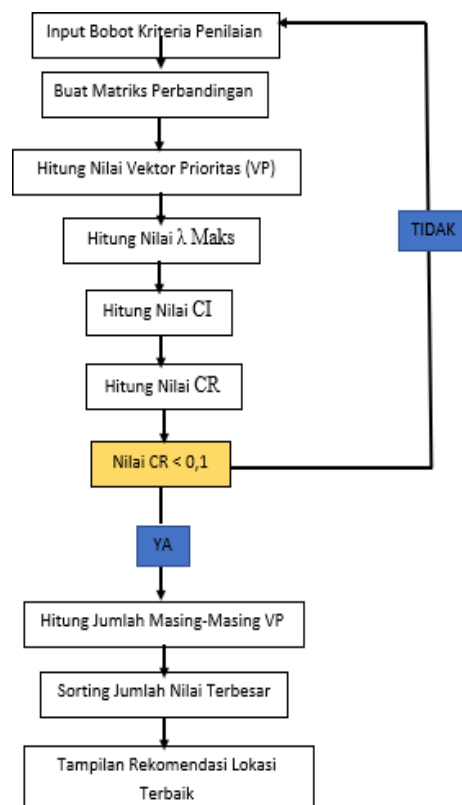 Input Bobot Kriteria Penilaian
Buat Matriks Perbandingan
Hitung Nilai Vektor Prioritas (VP)
Hitung Nilai λ Maks
TIDAK
Hitung Nilai CI
Hitung Nilai CR
Nilai CR < 0,1
YA
Hitung Jumlah Masing-Masing VP
Sorting Jumlah Nilai Terbesar
Tampilan Rekomendasi Lokasi
Terbaik